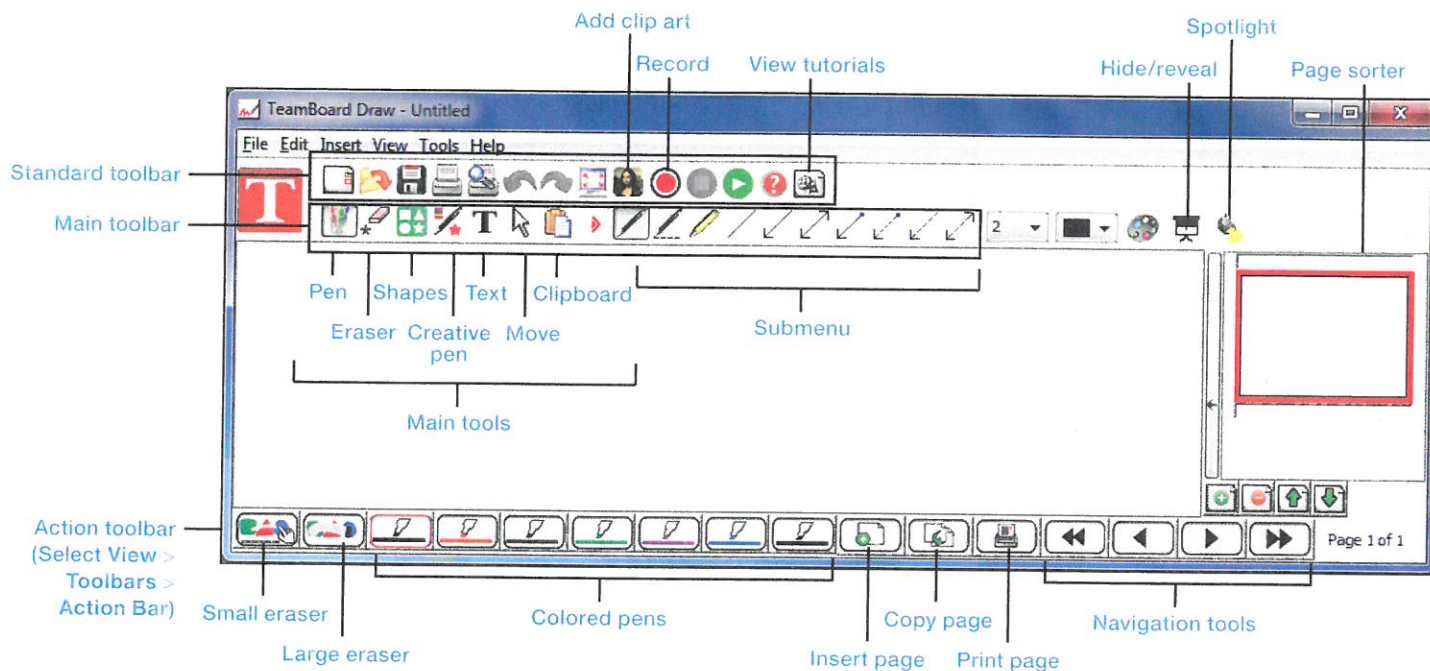 Add clip art
Spotlight
Record
View tutorials
Hide/reveal
Page sorter
TeamBoard Draw - Untitled
File Edit Insert View Tools Help
Standard toolbar
T
Main toolbar
T
2
Pen
Shapes
Text
Clipboard
Eraser
Creative
pen
Move
Submenu
Main tools
Action toolbar
(Select View >
Toolbars >
Action Bar)
Page 1 of 1
Small eraser
Colored pens
Copy page
Navigation tools
Large eraser
Insert page
Print page